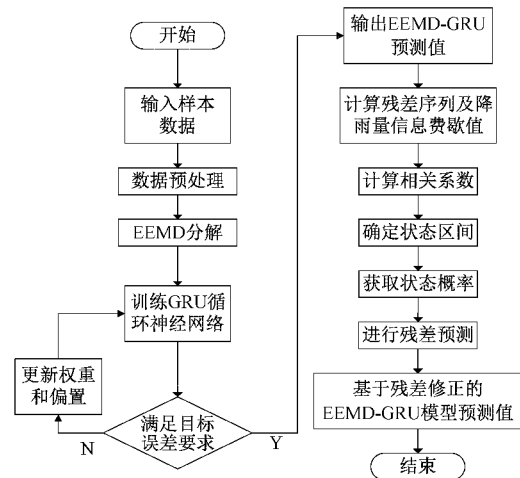 开始
输入样本
数据
数据预处理
EEMD分解
训练GRU循
环神经网络
更新权重
和偏置
满足目标
误差要求
N
Y
输出EEMD-GRU
预测值
计算残差序列及降
雨量信息费歇值
计算相关系数
确定状态区间
获取状态概率
进行残差预测
基于残差修正的
EEMD-GRU模型预测值
结束